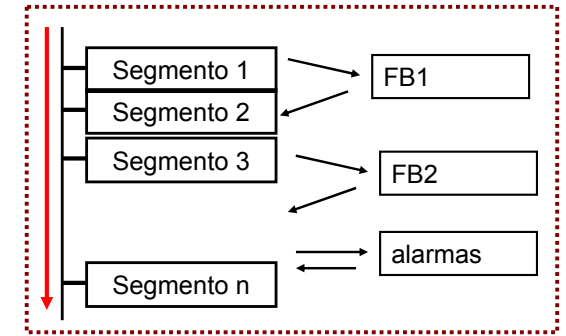 Segmento 1
FB1
Segmento 2
Segmento 3
FB2
alarmas
Segmento n